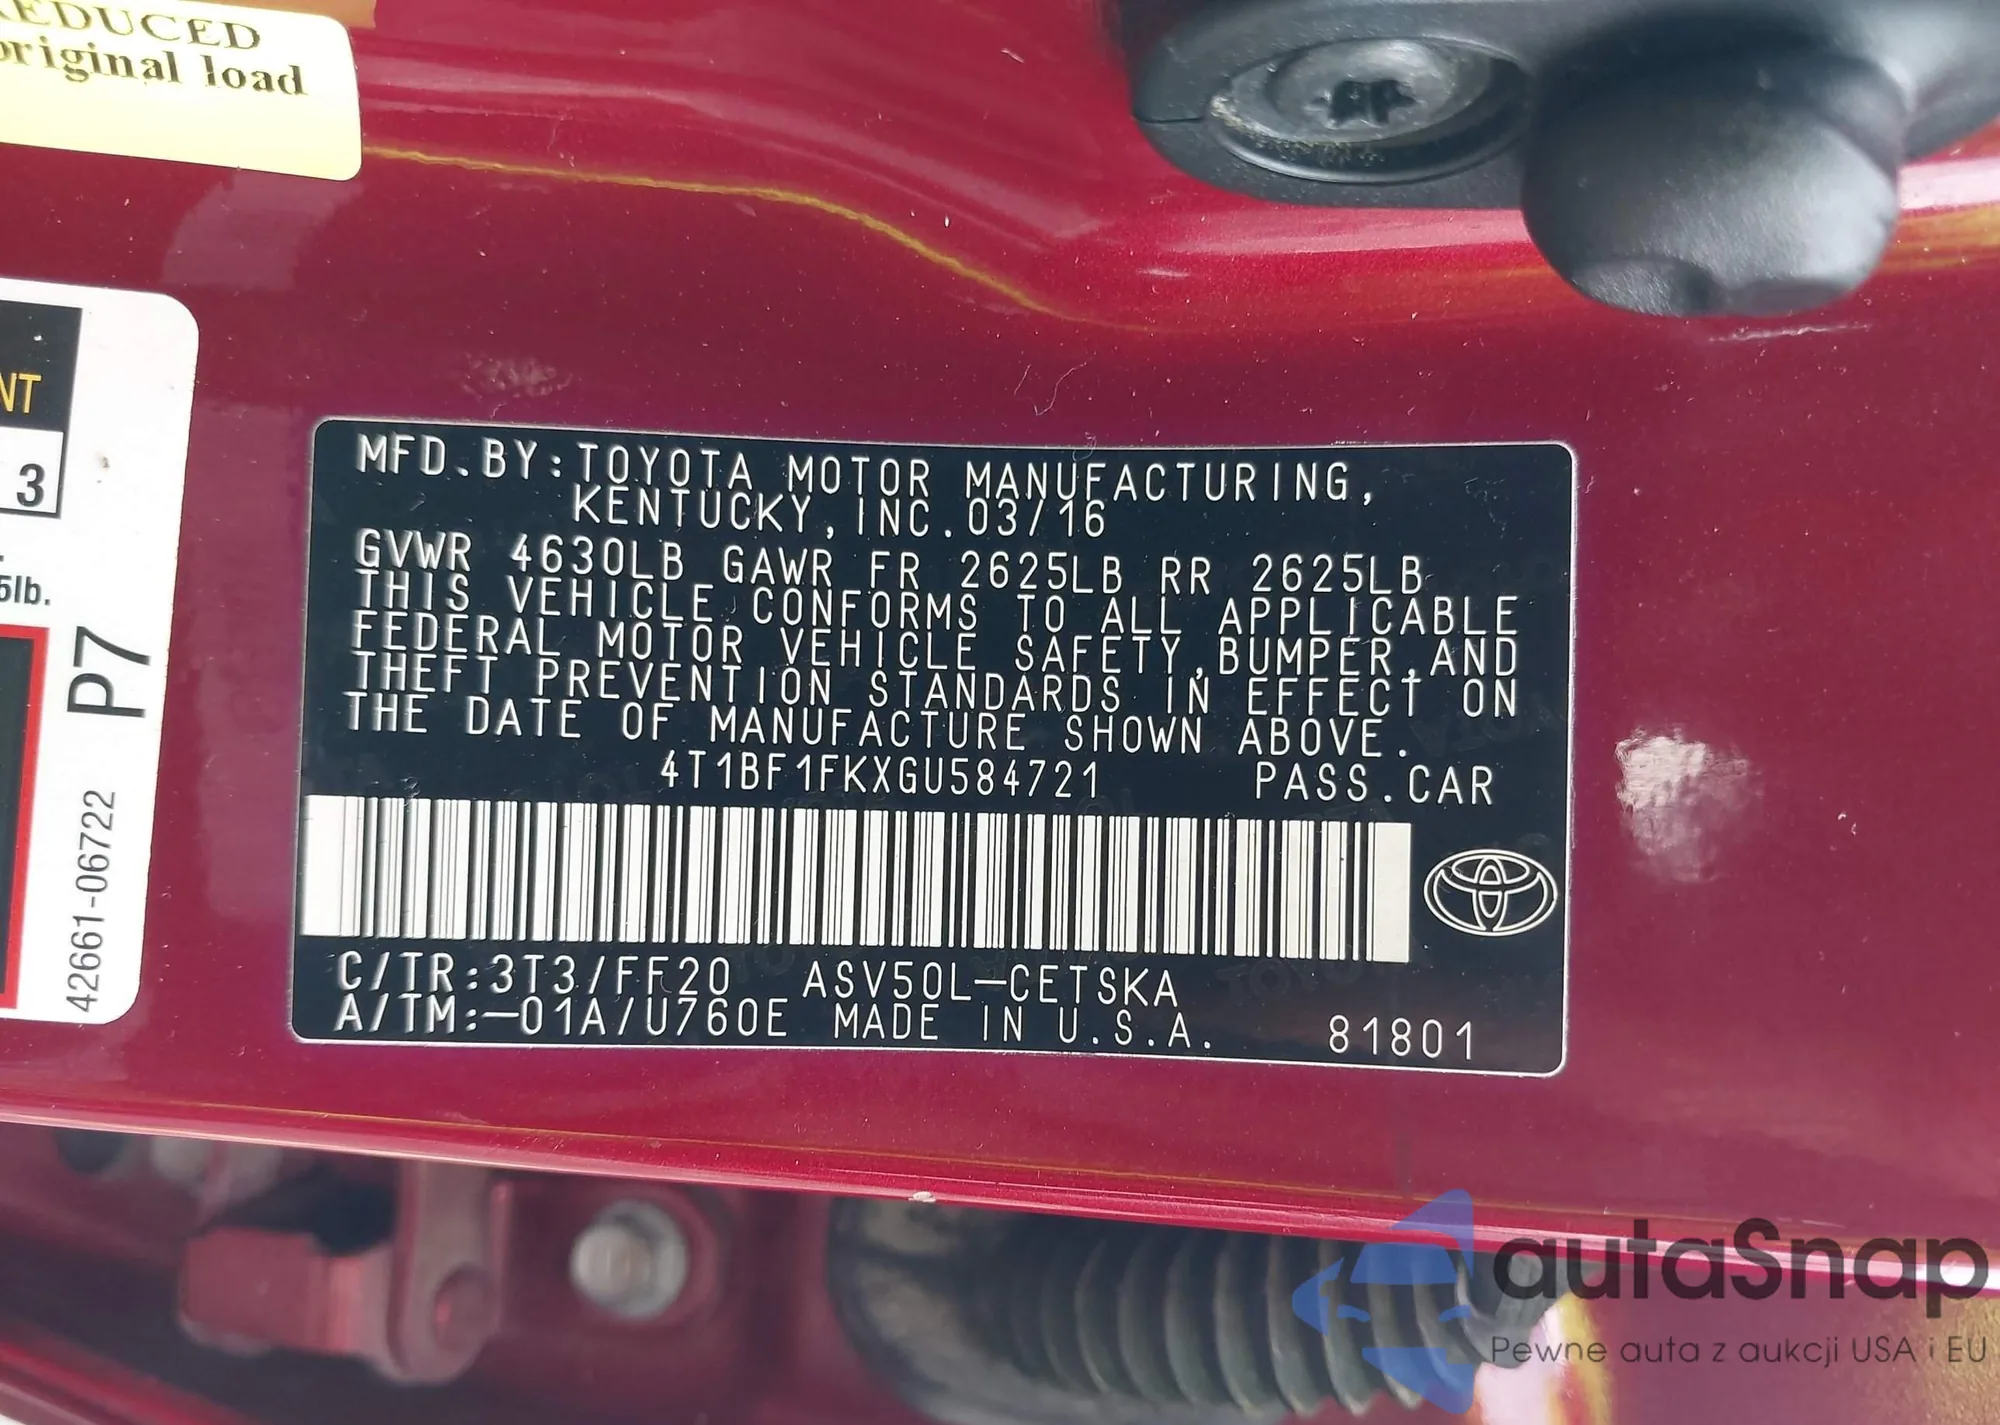 REDUCED
original load
NT
3
5lb.
P7
42661-06722
MFD.BY:TOYOTA MOTOR MANUFACTURING,
KENTUCKY,INC.03/16
GVWR 4630LB GAWR FR 2625LB RR 2625LB
THIS VEHICLE CONFORMS TO ALL APPLICABLE
FEDERAL MOTOR VEHICLE SAFETY,BUMPER,AND
THEFT PREVENTION STANDARDS IN EFFECT ON
THE DATE OF MANUFACTURE SHOWN ABOVE.
4T1BF1FKXGU584721 PASS.CAR
C/TR:3T3/FF20 ASV50L-CETSKA
A/TM:-01A/U760E MADE IN U.S.A. 81801
autaSnap
Pewne auta z aukcji USA i EU